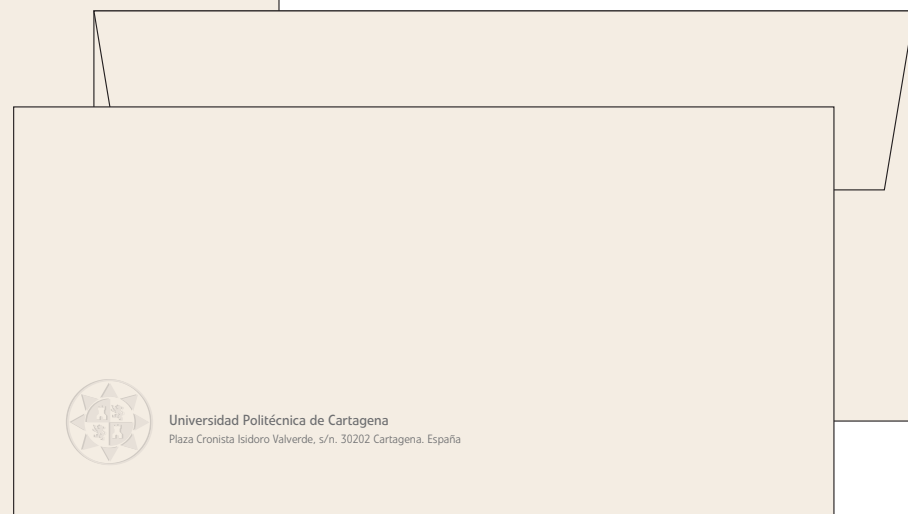 Universidad Politécnica de Cartagena
Plaza Cronista Isidoro Valverde, s/n. 30202 Cartagena. España